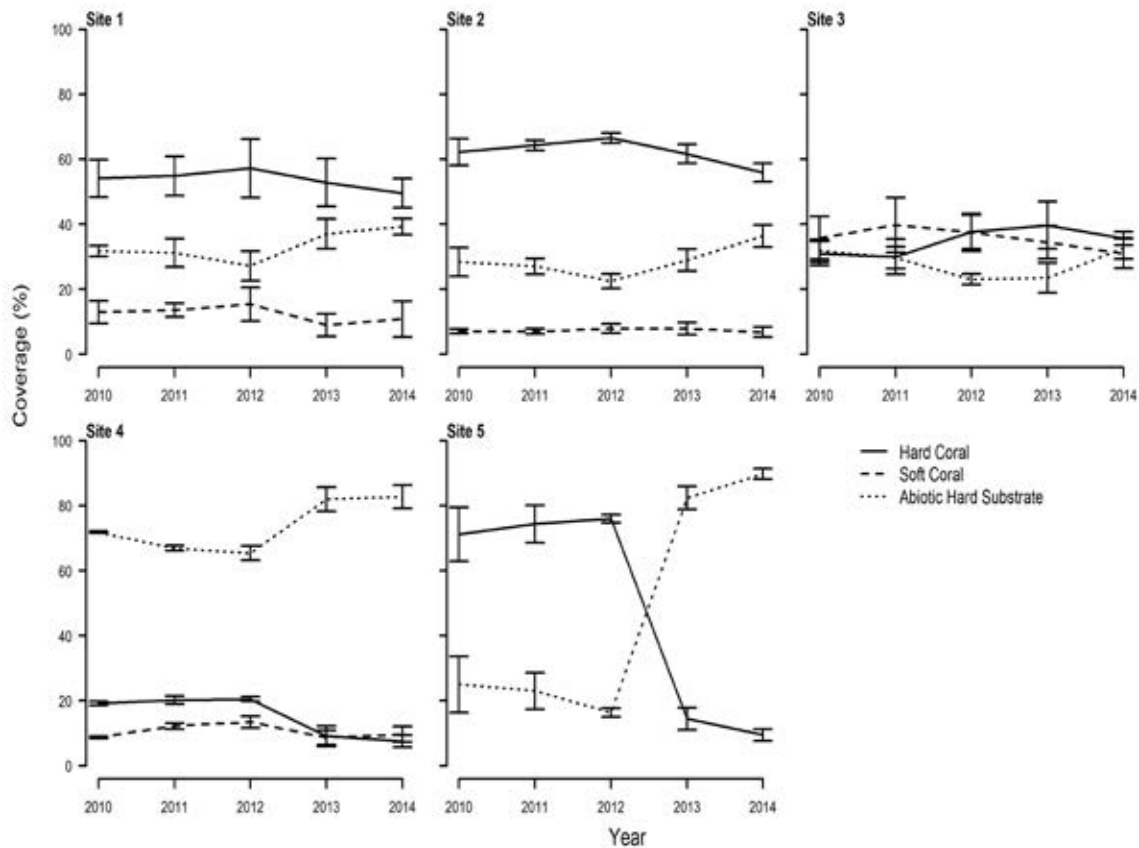 Site 1
Site 2
Site 3
100
80
60
40
20
0
2010 2011 2012 2013 2014
2010 2011 2012 2013 2014
2010 2011 2012 2013 2014
Coverage (%)
Site 4
Site 5
100
80
60
40
20
0
Hard Coral
Soft Coral
Abiotic Hard Substrate
2010 2011 2012 2013 2014
2010 2011 2012 2013 2014
Year